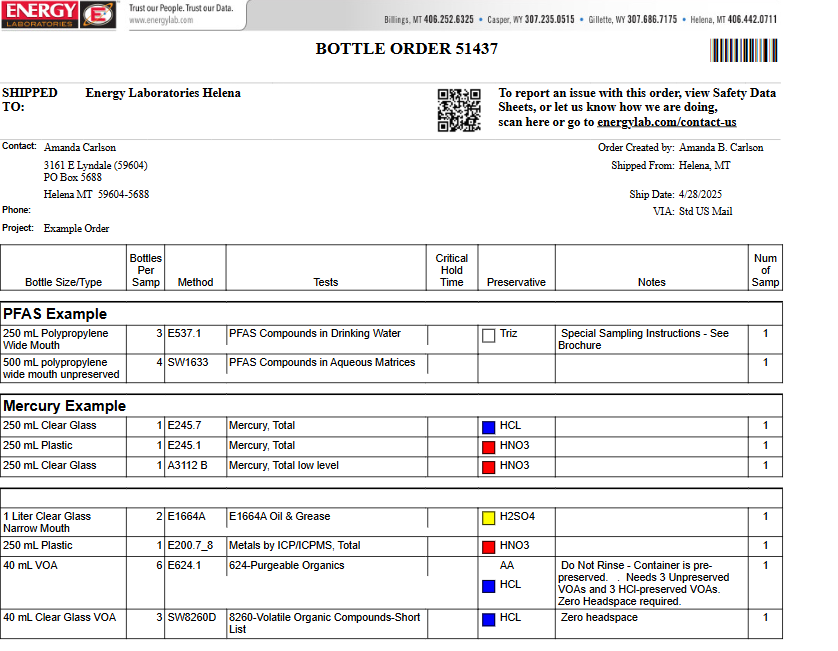 ENERGY
LABORATORIES
Trust our People. Trust our Data.
www.energylab.com
Billings, MT 406.252.6325 • Casper, WY 307.235.0515 • Gillette, WY 307.686.7175 • Helena, MT 406.442.0711
BOTTLE ORDER 51437
SHIPPED TO:
Energy Laboratories Helena
To report an issue with this order, view Safety Data
Sheets, or let us know how we are doing,
scan here or go to energylab.com/contact-us
Contact: Amanda Carlson
3161 E Lyndale (59604)
PO Box 5688
Helena MT 59604-5688
Phone:
Project: Example Order
Order Created by: Amanda B. Carlson
Shipped From: Helena, MT
Ship Date: 4/28/2025
VIA: Std US Mail
Bottle Size/Type Bottles Per Samp Method Tests Critical Hold Time Preservative Notes Num of Samp
PFAS Example
250 mL Polypropylene Wide Mouth 3 E537.1 PFAS Compounds in Drinking Water Triz Special Sampling Instructions - See Brochure 1
500 mL polypropylene wide mouth unpreserved 4 SW1633 PFAS Compounds in Aqueous Matrices 1
Mercury Example
250 mL Clear Glass 1 E245.7 Mercury, Total HCL 1
250 mL Plastic 1 E245.1 Mercury, Total HNO3 1
250 mL Clear Glass 1 A3112 B Mercury, Total low level HNO3 1
1 Liter Clear Glass Narrow Mouth 2 E1664A E1664A Oil & Grease H2SO4 1
250 mL Plastic 1 E200.7_8 Metals by ICP/ICPMS, Total HNO3 1
40 mL VOA 6 E624.1 624-Purgeable Organics AA HCL Do Not Rinse - Container is pre-preserved. . Needs 3 Unpreserved VOAs and 3 HCl-preserved VOAs. Zero Headspace required. 1
40 mL Clear Glass VOA 3 SW8260D 8260-Volatile Organic Compounds-Short List HCL Zero headspace 1